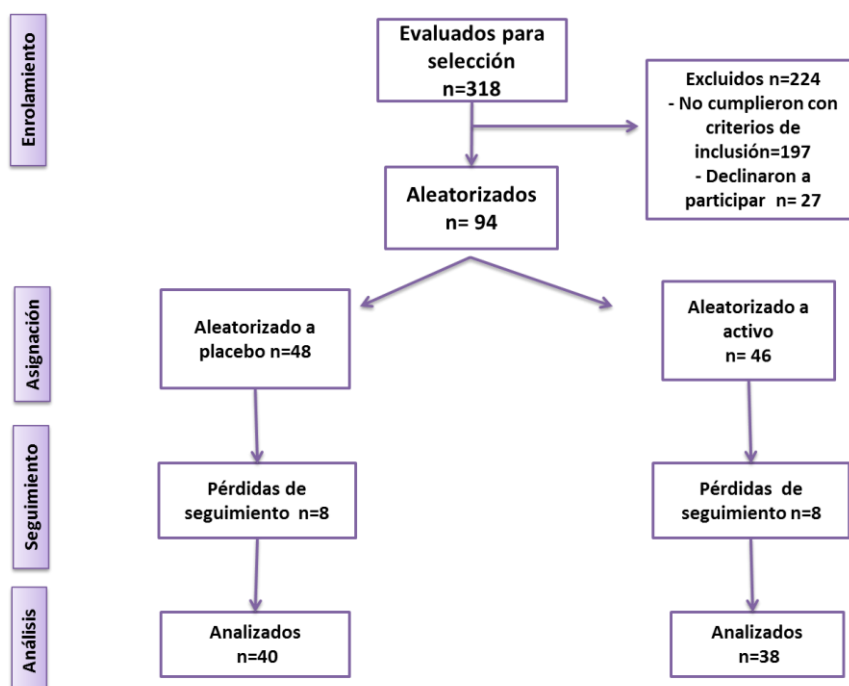 Enrolamiento
Evaluados para
selección
n=318
Excluidos n=224
- No cumplieron con
criterios de
inclusión=197
- Declinaron a
participar n= 27
Aleatorizados
n= 94
Asignación
Aleatorizado a
placebo n=48
Aleatorizado a
activo
n= 46
Seguimiento
Pérdidas de
seguimiento n=8
Pérdidas de
seguimiento n=8
Análisis
Analizados
n=40
Analizados
n=38